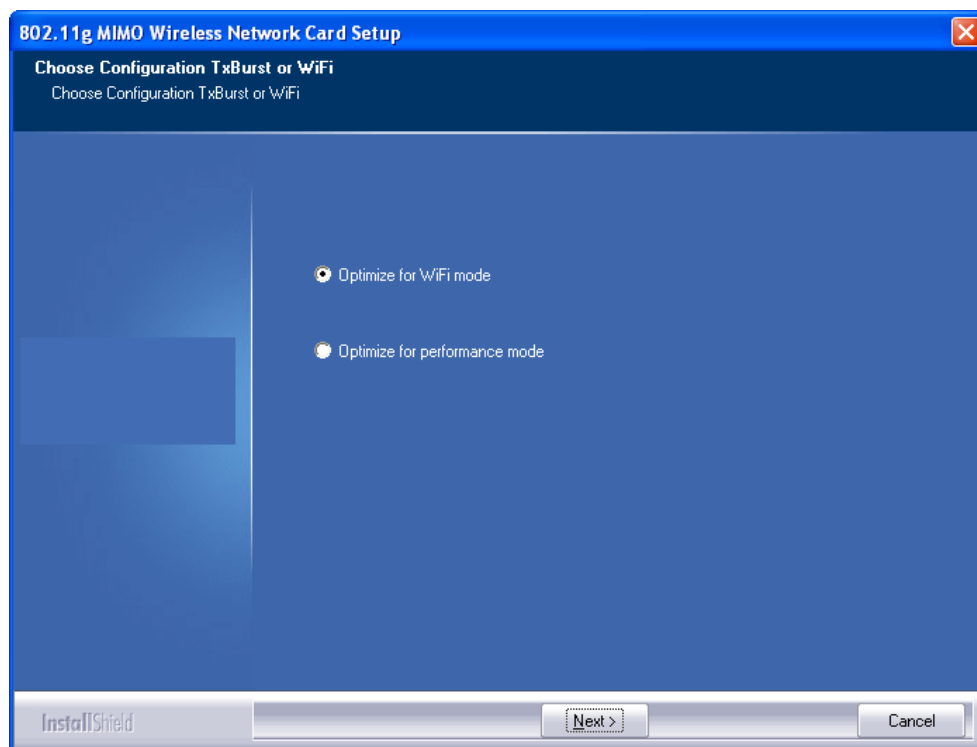 802.11g MIMO Wireless Network Card Setup
Choose Configuration TxBurst or WiFi
Choose Configuration TxBurst or WiFi
Optimize for WiFi mode
Optimize for performance mode
InstallShield
Next >
Cancel